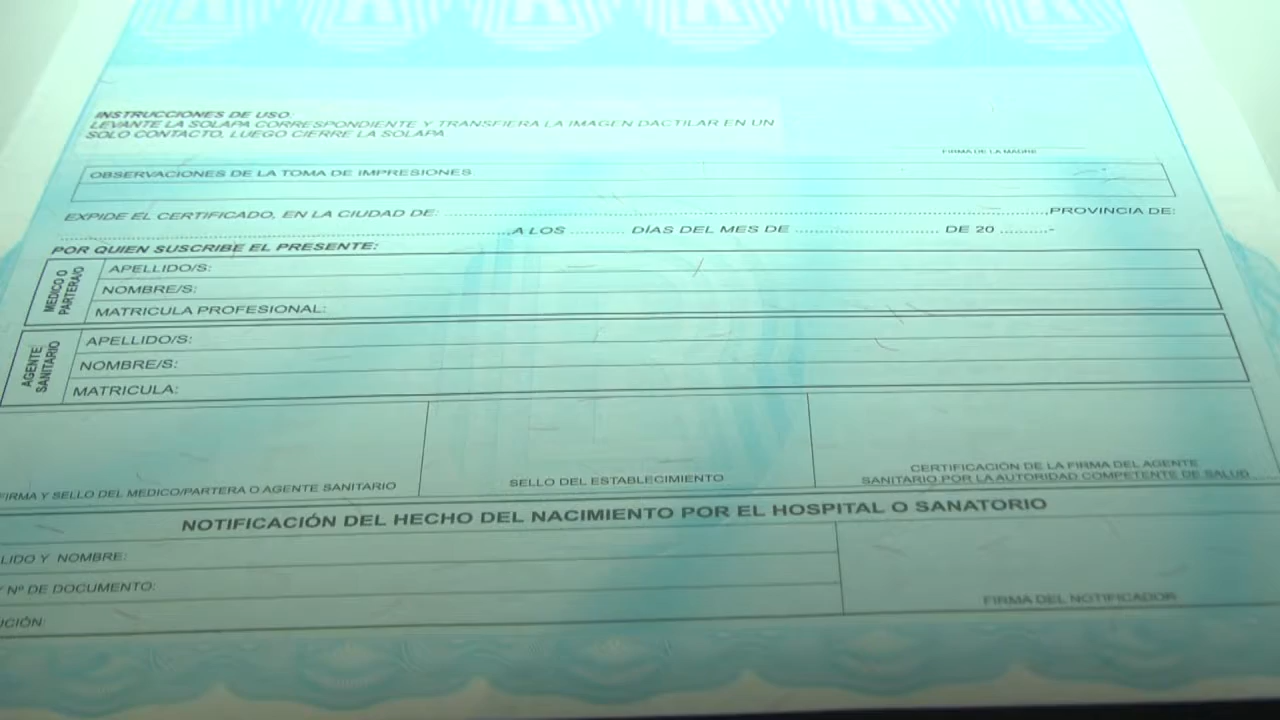 INSTRUCCIONES DE USO.
LEVANTE LA SOLAPA CORRESPONDIENTE Y TRANSFIERA LA IMAGEN DACTILAR EN UN
SOLO CONTACTO, LUEGO CIERRE LA SOLAPA
FIRMA DE LA MADRE
OBSERVACIONES DE LA TOMA DE IMPRESIONES
EXPIDE EL CERTIFICADO, EN LA CIUDAD DE: ..............................,PROVINCIA DE:
..............................,A LOS .......... DÍAS DEL MES DE .............................. DE 20 ..........-
POR QUIEN SUSCRIBE EL PRESENTE:
MEDICO O
PARTERA/O
APELLIDO/S:
NOMBRE/S:
MATRICULA PROFESIONAL:
AGENTE
SANITARIO
APELLIDO/S:
NOMBRE/S:
MATRICULA:
FIRMA Y SELLO DEL MEDICO/PARTERA O AGENTE SANITARIO
SELLO DEL ESTABLECIMIENTO
CERTIFICACIÓN DE LA FIRMA DEL AGENTE
SANITARIO POR LA AUTORIDAD COMPETENTE DE SALUD
NOTIFICACIÓN DEL HECHO DEL NACIMIENTO POR EL HOSPITAL O SANATORIO
LIDO Y NOMBRE:
Y Nº DE DOCUMENTO:
UCIÓN:
FIRMA DEL NOTIFICADOR